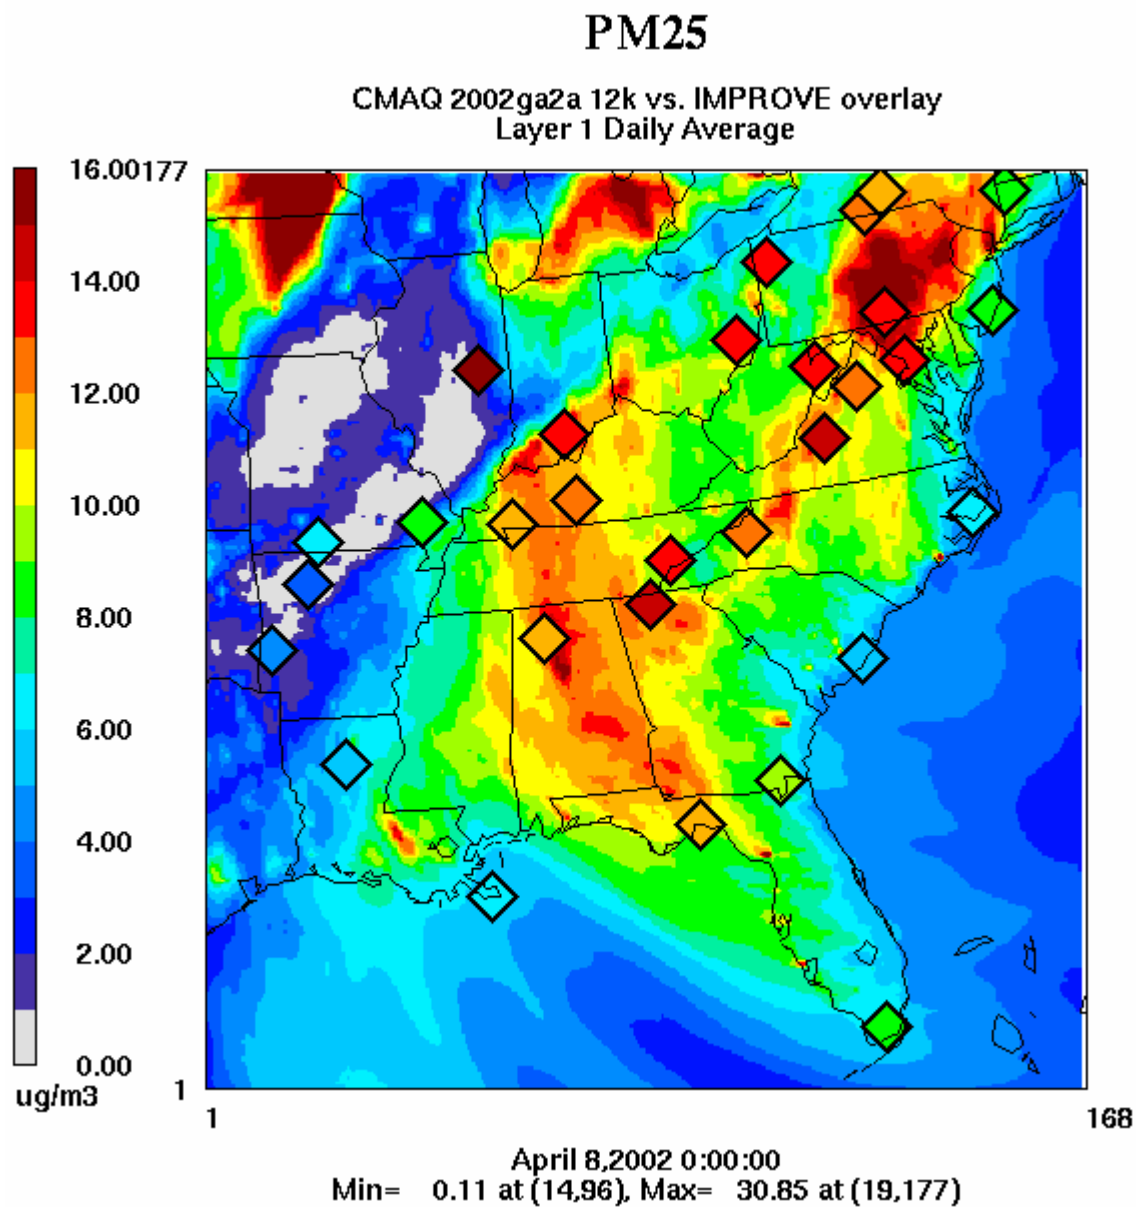 PM25
CMAQ 2002ga2a 12k vs. IMPROVE overlay
Layer 1 Daily Average
16.00
177
14.00
12.00
10.00
8.00
6.00
4.00
2.00
0.00
ug/m3
1
1
168
April 8,2002 0:00:00
Min= 0.11 at (14,96), Max= 30.85 at (19,177)